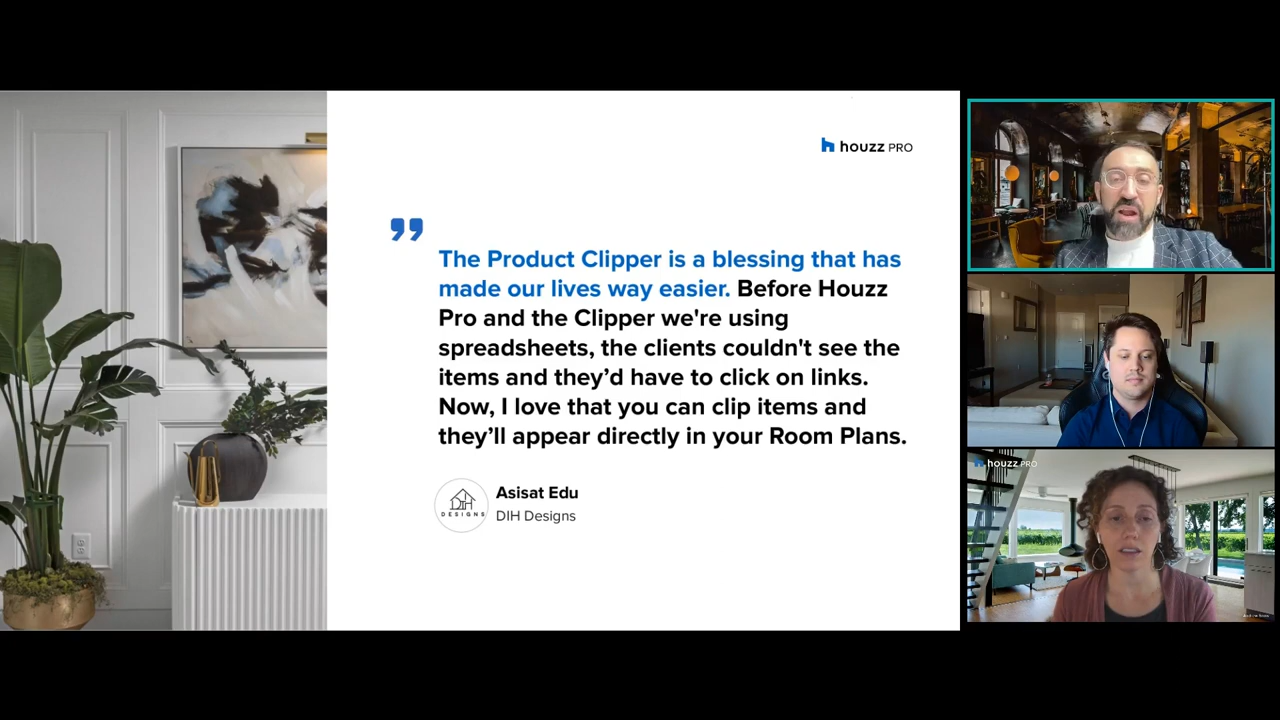 houzz PRO
The Product Clipper is a blessing that has
made our lives way easier. Before Houzz
Pro and the Clipper we're using
spreadsheets, the clients couldn't see the
items and they’d have to click on links.
Now, I love that you can clip items and
they’ll appear directly in your Room Plans.
DIH
DESIGNS
Asisat Edu
DIH Designs
houzz PRO